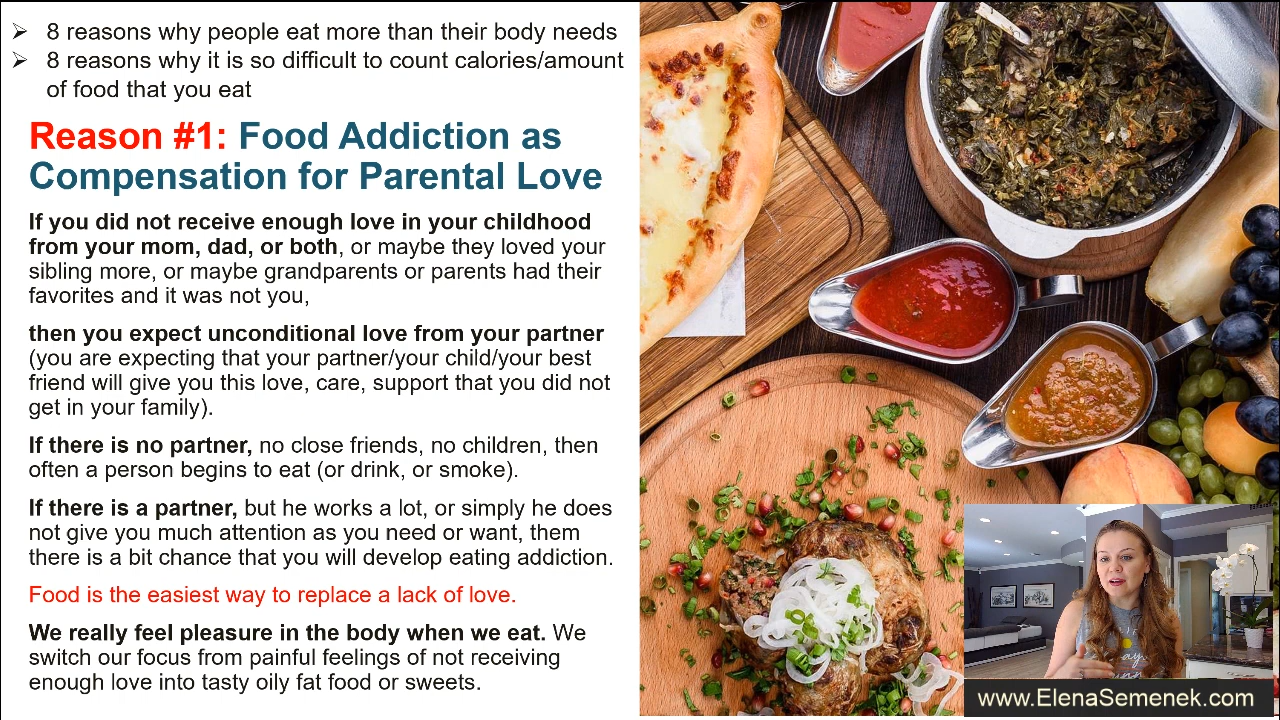 ➢ 8 reasons why people eat more than their body needs
➢ 8 reasons why it is so difficult to count calories/amount
of food that you eat
Reason #1: Food Addiction as
Compensation for Parental Love
If you did not receive enough love in your childhood
from your mom, dad, or both, or maybe they loved your
sibling more, or maybe grandparents or parents had their
favorites and it was not you,
then you expect unconditional love from your partner
(you are expecting that your partner/your child/your best
friend will give you this love, care, support that you did not
get in your family).
If there is no partner, no close friends, no children, then
often a person begins to eat (or drink, or smoke).
If there is a partner, but he works a lot, or simply he does
not give you much attention as you need or want, them
there is a bit chance that you will develop eating addiction.
Food is the easiest way to replace a lack of love.
We really feel pleasure in the body when we eat. We
switch our focus from painful feelings of not receiving
enough love into tasty oily fat food or sweets.
www.ElenaSemenek.com